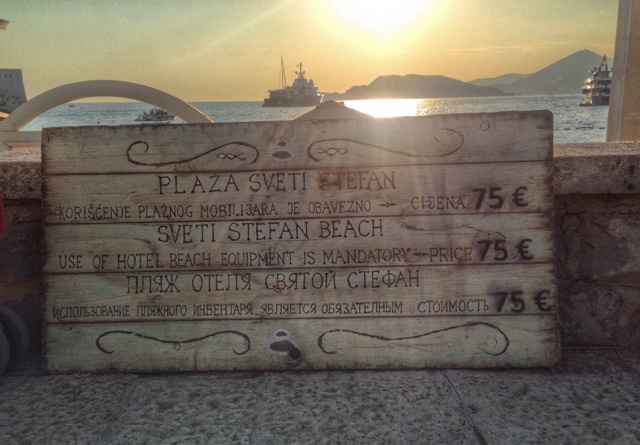 PLAŽA SVETI STEFAN
KORIŠĆENJE PLAŽNOG MOBILIJARA JE OBAVEZNO - CIJENA 75 €
SVETI STEFAN BEACH
USE OF HOTEL BEACH EQUIPMENT IS MANDATORY - PRICE 75 €
ПЛЯЖ ОТЕЛЯ СВЯТОЙ СТЕФАН
ИСПОЛЬЗОВАНИЕ ПЛЯЖНОГО ИНВЕНТАРЯ ЯВЛЯЕТСЯ ОБЯЗАТЕЛЬНЫМ СТОИМОСТЬ 75 €